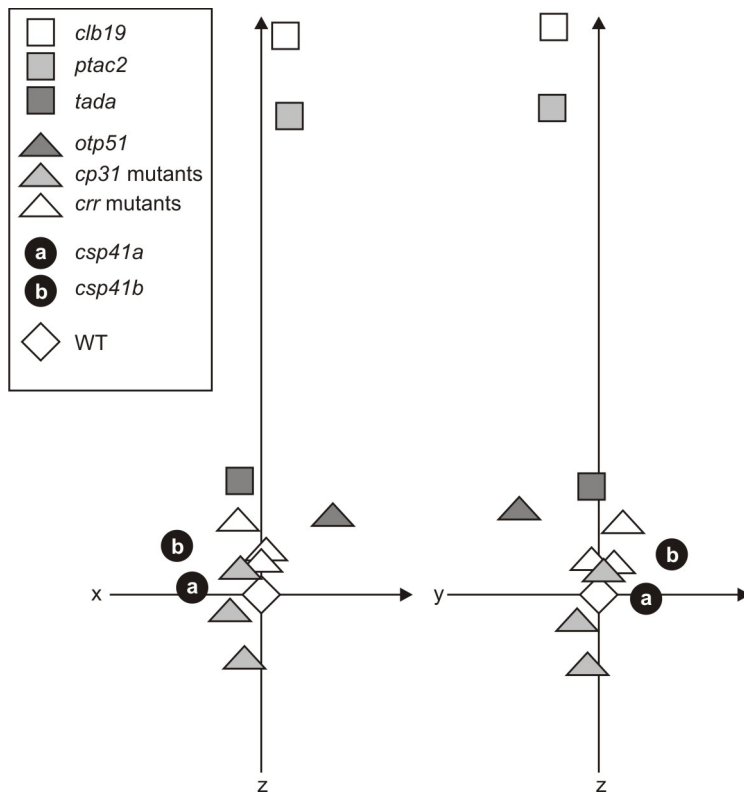 clb19
ptac2
tada
otp51
cp31 mutants
crr mutants
a csp41a
b csp41b
WT
b
b
a
a
x
y
z
z